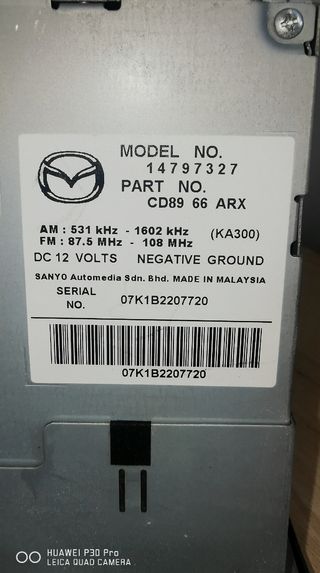 MODEL NO.
14797327
PART NO.
CD89 66 ARX
AM : 531 kHz - 1602 kHz (KA300)
FM : 87.5 MHz - 108 MHz
DC 12 VOLTS NEGATIVE GROUND
SANYO Automedia Sdn. Bhd. MADE IN MALAYSIA
SERIAL NO. 07K1B2207720
07K1B2207720
HUAWEI P30 Pro
LEICA QUAD CAMERA